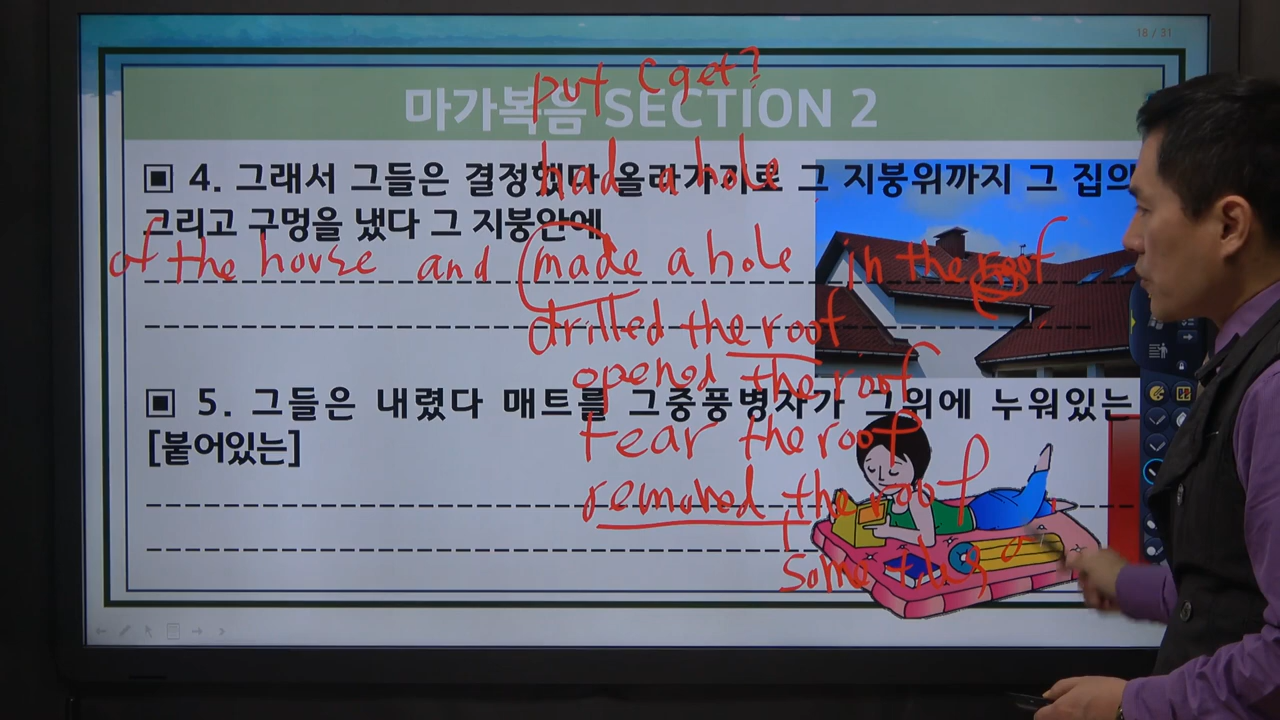 18 / 31
put (get?
마가복음 SECTION 2
▣ 4. 그래서 그들은 결정했다 올라가기로 그 지붕위까지 그 집의
had a hole
그리고 구멍을 냈다 그 지붕안에
of the house and (made a hole in the roof
drilled the roof
opened the roof
▣ 5. 그들은 내렸다 매트를 그중풍병자가 그위에 누워있는
tear the roof
[붙어있는]
removed the roof
some